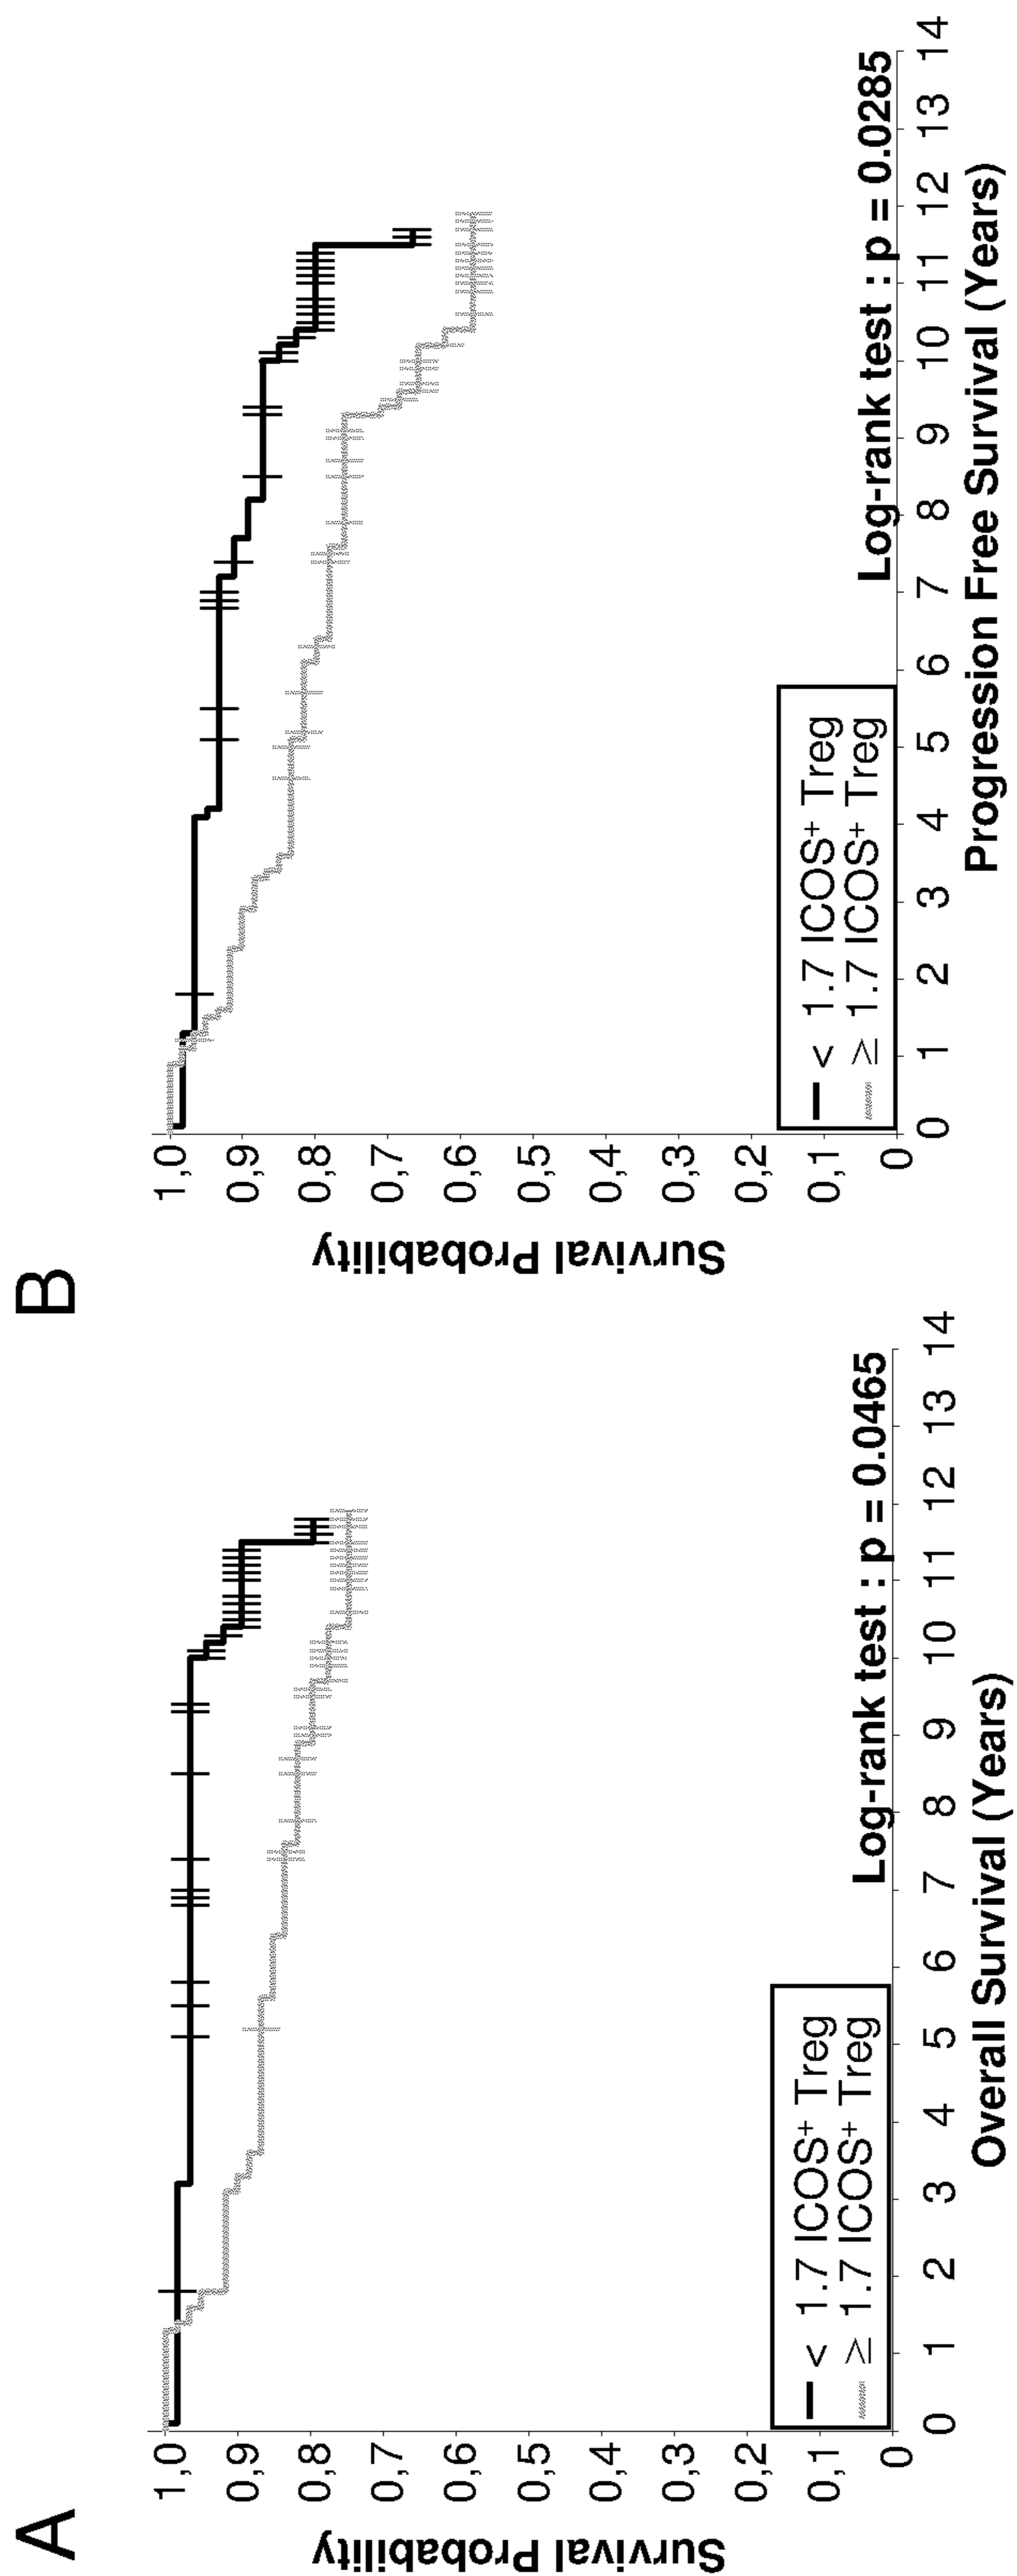 A
Survival Probability
1,0
0,9
0,8
0,7
0,6
0,5
0,4
0,3
0,2
0,1
0
< 1.7 ICOS+ Treg
≥ 1.7 ICOS+ Treg
Log-rank test : p = 0.0465
0 1 2 3 4 5 6 7 8 9 10 11 12 13 14
Overall Survival (Years)
B
Survival Probability
1,0
0,9
0,8
0,7
0,6
0,5
0,4
0,3
0,2
0,1
0
< 1.7 ICOS+ Treg
≥ 1.7 ICOS+ Treg
Log-rank test : p = 0.0285
0 1 2 3 4 5 6 7 8 9 10 11 12 13 14
Progression Free Survival (Years)